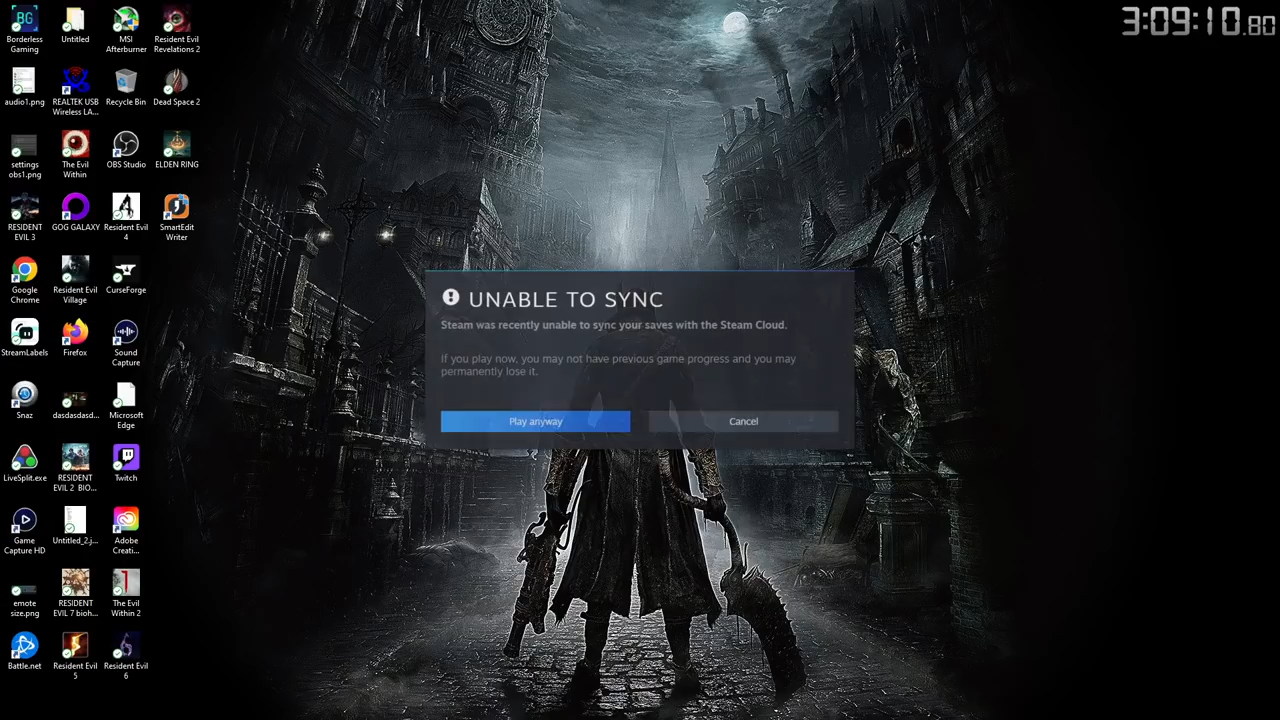 Borderless
Gaming
Untitled
MSI
Afterburner
Resident Evil
Revelations 2
3:09:10.80
audio1.png
REALTEK USB
Wireless LA...
Recycle Bin
Dead Space 2
settings
obs1.png
The Evil
Within
OBS Studio
ELDEN RING
RESIDENT
EVIL 3
GOG GALAXY
Resident Evil
4
SmartEdit
Writer
Google
Chrome
Resident Evil
Village
CurseForge
StreamLabels
Firefox
Sound
Capture
Snaz
dasdasdasd...
Microsoft
Edge
LiveSplit.exe
RESIDENT
EVIL 2 BIO...
Twitch
Game
Capture HD
Untitled_2.j...
Adobe
Creati...
emote
size.png
RESIDENT
EVIL 7 bioh...
The Evil
Within 2
Battle.net
Resident Evil
5
Resident Evil
6
UNABLE TO SYNC
Steam was recently unable to sync your saves with the Steam Cloud.
If you play now, you may not have previous game progress and you may
permanently lose it.
Play anyway
Cancel